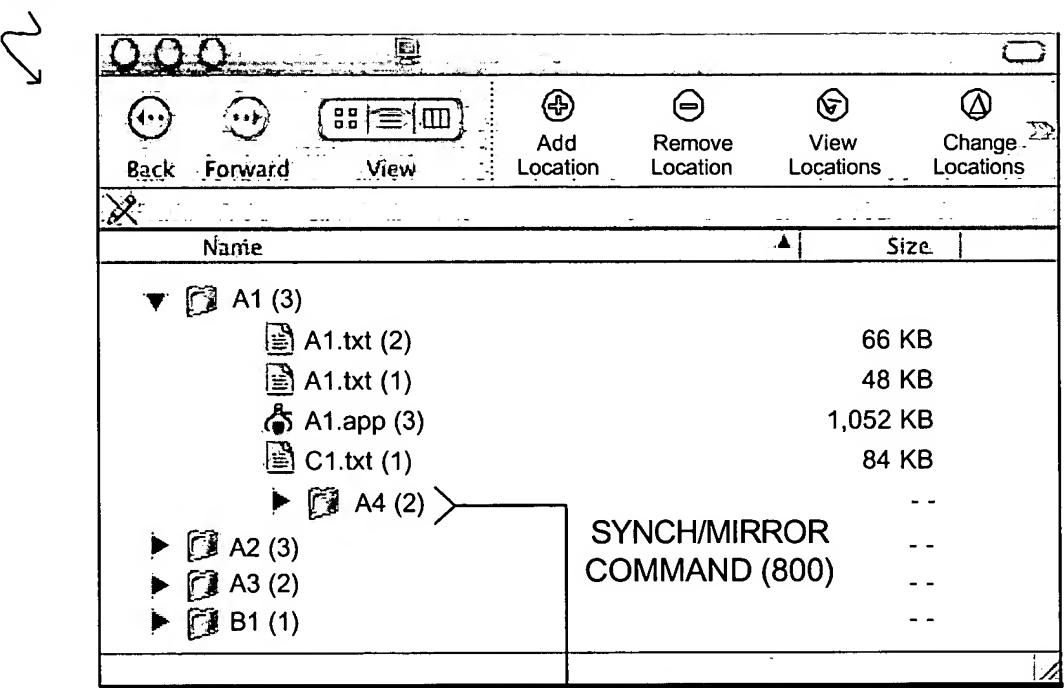 Back Forward View Add Location Remove Location View Locations Change Locations
Name Size
A1 (3)
A1.txt (2) 66 KB
A1.txt (1) 48 KB
A1.app (3) 1,052 KB
C1.txt (1) 84 KB
A4 (2) - -
SYNCH/MIRROR
A2 (3) - -
COMMAND (800)
A3 (2) - -
B1 (1) - -